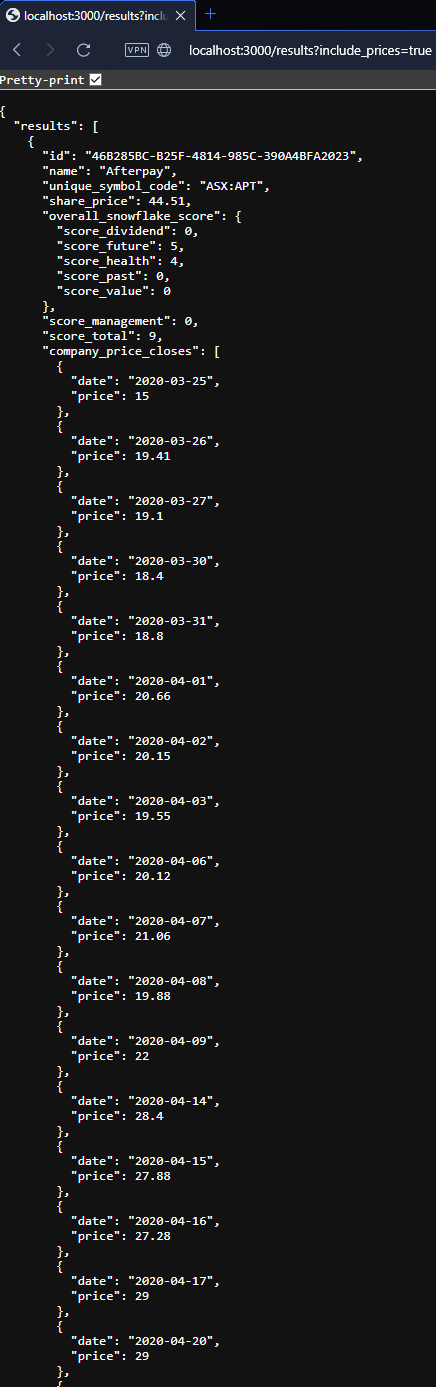 localhost:3000/results?inclu
VPN
localhost:3000/results?include_prices=true
Pretty-print
{
  "results": [
    {
      "id": "46B285BC-B25F-4814-985C-390A4BFA2023",
      "name": "Afterpay",
      "unique_symbol_code": "ASX:APT",
      "share_price": 44.51,
      "overall_snowflake_score": {
        "score_dividend": 0,
        "score_future": 5,
        "score_health": 4,
        "score_past": 0,
        "score_value": 0
      },
      "score_management": 0,
      "score_total": 9,
      "company_price_closes": [
        {
          "date": "2020-03-25",
          "price": 15
        },
        {
          "date": "2020-03-26",
          "price": 19.41
        },
        {
          "date": "2020-03-27",
          "price": 19.1
        },
        {
          "date": "2020-03-30",
          "price": 18.4
        },
        {
          "date": "2020-03-31",
          "price": 18.8
        },
        {
          "date": "2020-04-01",
          "price": 20.66
        },
        {
          "date": "2020-04-02",
          "price": 20.15
        },
        {
          "date": "2020-04-03",
          "price": 19.55
        },
        {
          "date": "2020-04-06",
          "price": 20.12
        },
        {
          "date": "2020-04-07",
          "price": 21.06
        },
        {
          "date": "2020-04-08",
          "price": 19.88
        },
        {
          "date": "2020-04-09",
          "price": 22
        },
        {
          "date": "2020-04-14",
          "price": 28.4
        },
        {
          "date": "2020-04-15",
          "price": 27.88
        },
        {
          "date": "2020-04-16",
          "price": 27.28
        },
        {
          "date": "2020-04-17",
          "price": 29
        },
        {
          "date": "2020-04-20",
          "price": 29
        },
        {